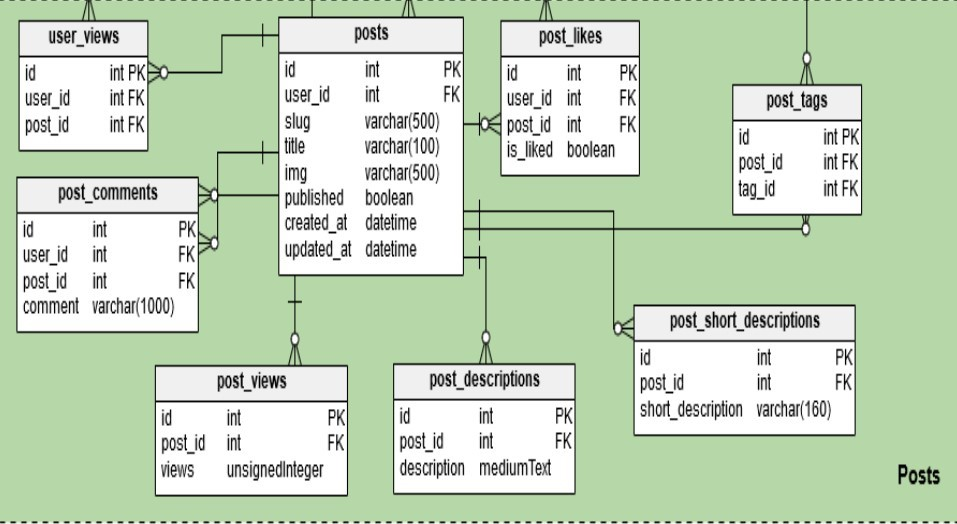 user_views
id int PK
user_id int FK
post_id int FK
posts
id int PK
user_id int FK
slug varchar(500)
title varchar(100)
img varchar(500)
published boolean
created_at datetime
updated_at datetime
post_likes
id int PK
user_id int FK
post_id int FK
is_liked boolean
post_tags
id int PK
post_id int FK
tag_id int FK
post_comments
id int PK
user_id int FK
post_id int FK
comment varchar(1000)
post_short_descriptions
id int PK
post_id int FK
short_description varchar(160)
post_views
id int PK
post_id int FK
views unsignedInteger
post_descriptions
id int PK
post_id int FK
description mediumText
Posts